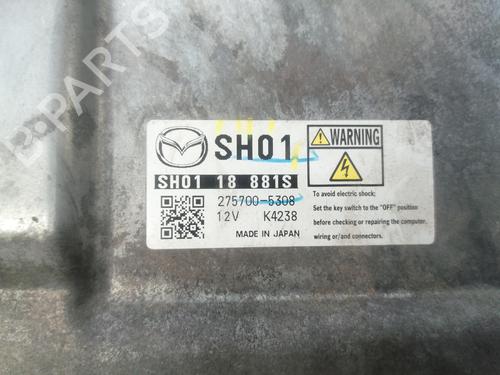 SH01
SH01 18 881S
275700-5308
12V K4238
MADE IN JAPAN
WARNING
To avoid electric shock;
Set the key switch to the "OFF" position
before checking or repairing the computer,
wiring or/and connectors.
B-PARTS